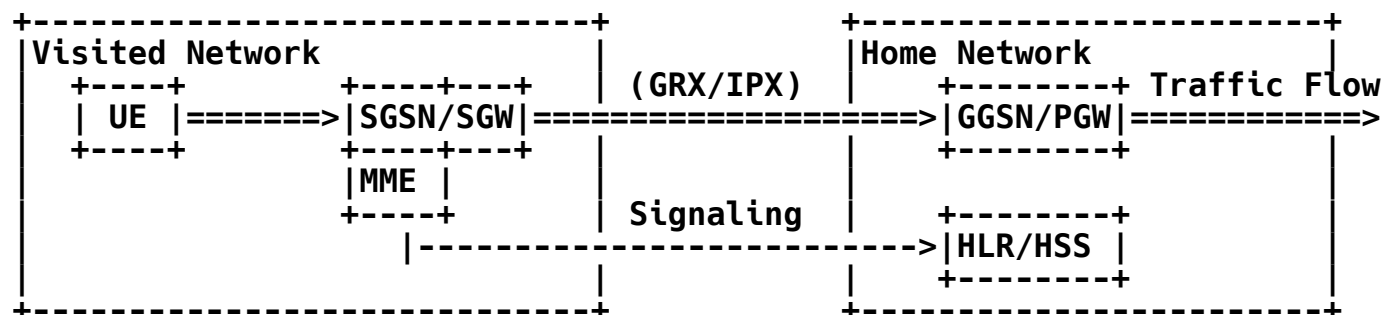 +------------------------------+             +------------------------+
|Visited Network               |             |Home Network            |
|  +----+        +----+---+    |  (GRX/IPX)  |    +--------+ Traffic Flow
|  | UE |=======>|SGSN/SGW|====================>|GGSN/PGW|============>
|  +----+        +----+---+    |             |    +--------+          |
|                |MME |        |             |                        |
|                +----+        |  Signaling  |    +--------+          |
|                   |-------------------------->|HLR/HSS |          |
|                              |             |    +--------+          |
+------------------------------+             +------------------------+